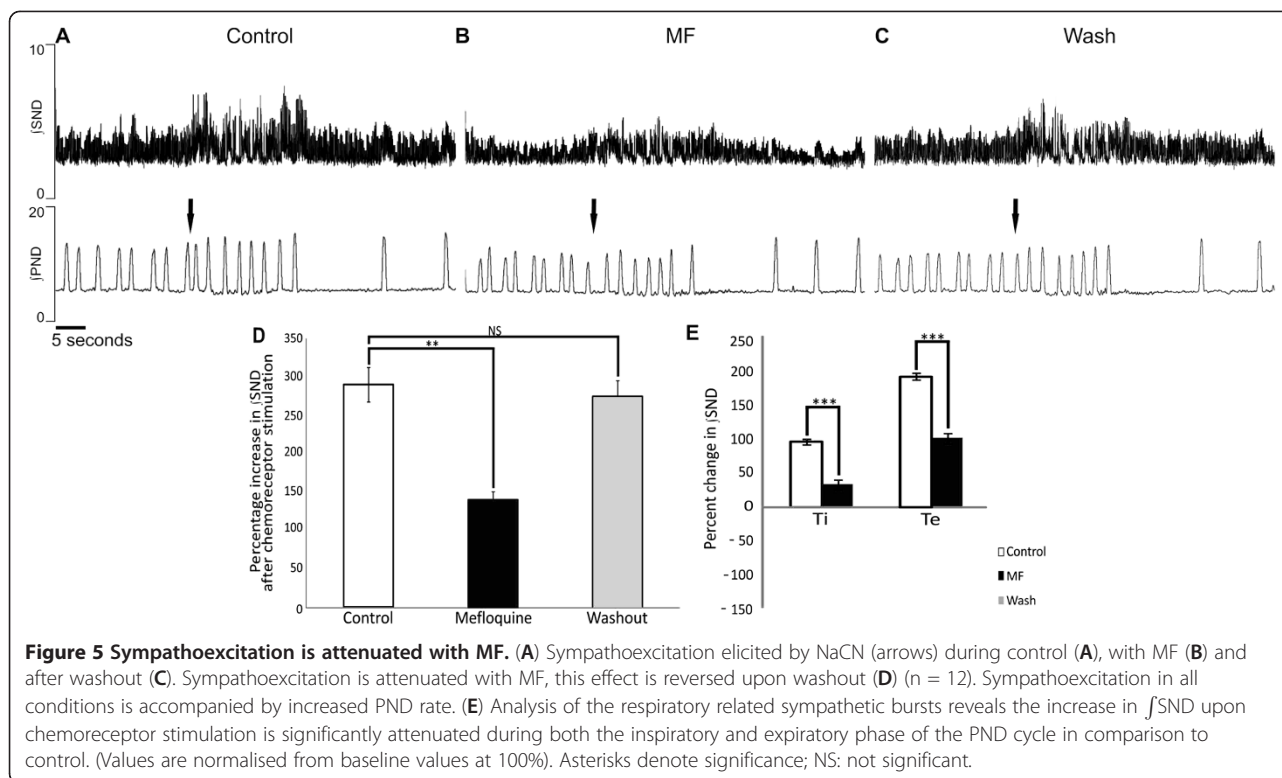 A Control B MF C Wash
10
∫SND
0
20
∫PND
0
5 seconds
D
Percentage increase in ∫SND
after chemoreceptor stimulation
350
300
250
200
150
100
50
0
NS
**
Control Mefloquine Washout
E
Percent change in ∫SND
250
200
150
100
50
0
- 50
- 100
- 150
***
***
Ti Te
Control
MF
Wash
Figure 5 Sympathoexcitation is attenuated with MF. (A) Sympathoexcitation elicited by NaCN (arrows) during control (A), with MF (B) and
after washout (C). Sympathoexcitation is attenuated with MF, this effect is reversed upon washout (D) (n = 12). Sympathoexcitation in all
conditions is accompanied by increased PND rate. (E) Analysis of the respiratory related sympathetic bursts reveals the increase in ∫SND upon
chemoreceptor stimulation is significantly attenuated during both the inspiratory and expiratory phase of the PND cycle in comparison to
control. (Values are normalised from baseline values at 100%). Asterisks denote significance; NS: not significant.